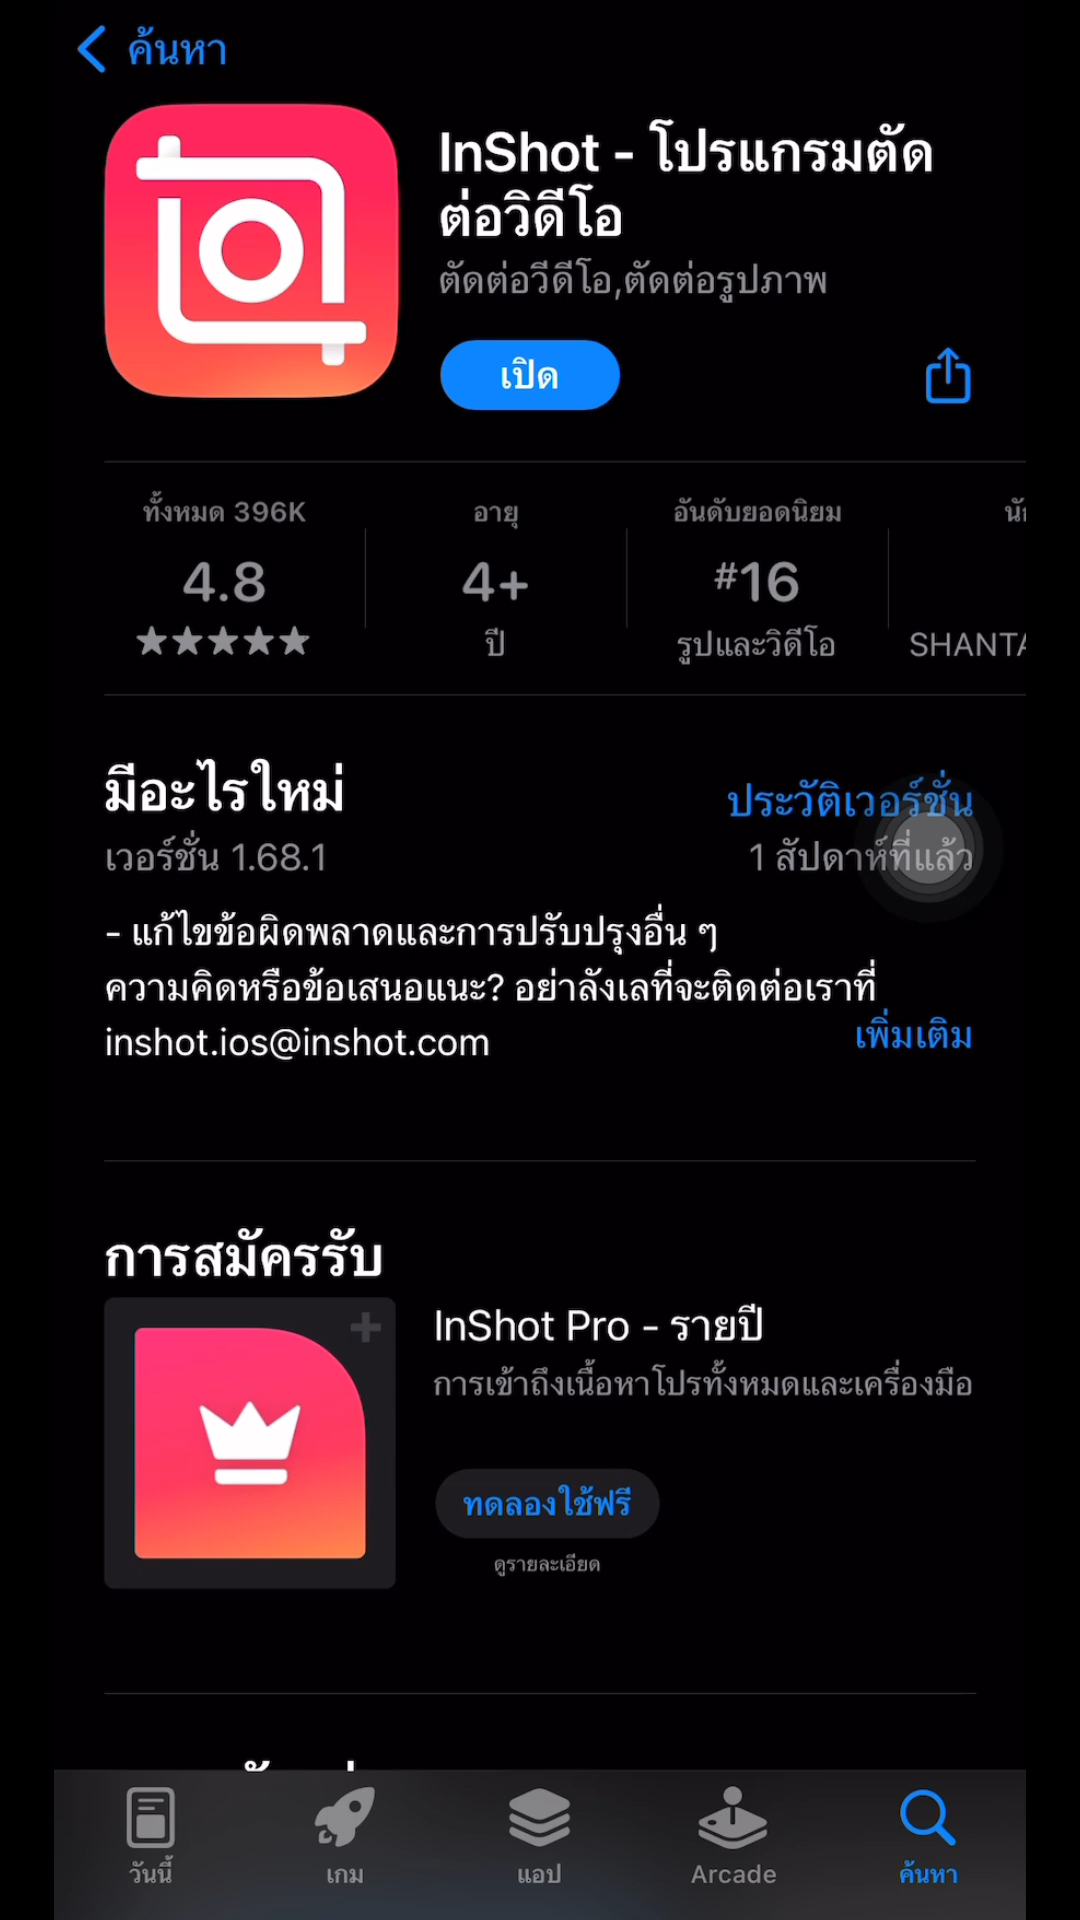 ค้นหา
InShot - โปรแกรมตัด
ต่อวิดีโอ
ตัดต่อวีดีโอ,ตัดต่อรูปภาพ
เปิด
ทั้งหมด 396K
4.8
อายุ
4+
ปี
อันดับยอดนิยม
#16
รูปและวิดีโอ
SHANTA
มีอะไรใหม่
ประวัติเวอร์ชั่น
เวอร์ชั่น 1.68.1
1 สัปดาห์ที่แล้ว
- แก้ไขข้อผิดพลาดและการปรับปรุงอื่น ๆ
ความคิดหรือข้อเสนอแนะ? อย่าลังเลที่จะติดต่อเราที่
inshot.ios@inshot.com
เพิ่มเติม
การสมัครรับ
InShot Pro - รายปี
การเข้าถึงเนื้อหาโปรทั้งหมดและเครื่องมือ
ทดลองใช้ฟรี
ดูรายละเอียด
วันนี้
เกม
แอป
Arcade
ค้นหา